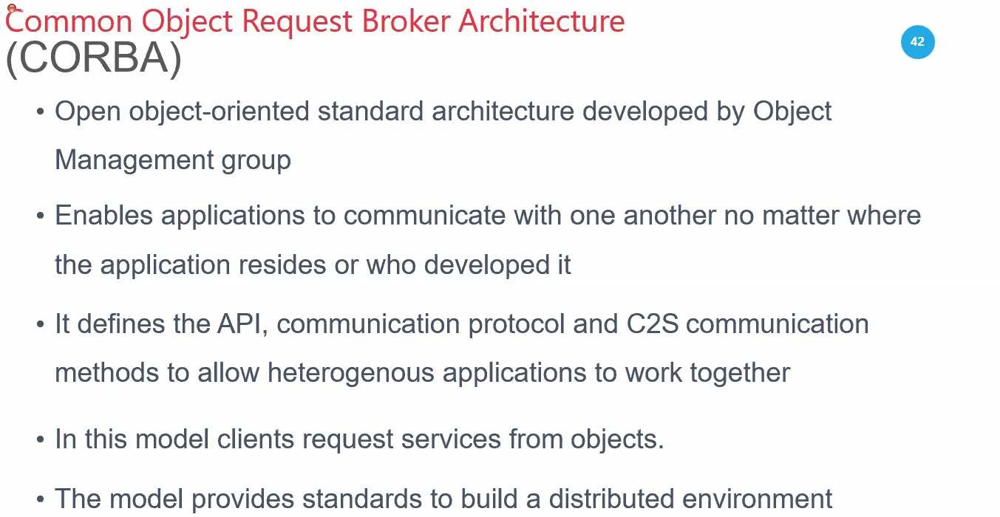 Common Object Request Broker Architecture
(CORBA)
42
• Open object-oriented standard architecture developed by Object
Management group
• Enables applications to communicate with one another no matter where
the application resides or who developed it
• It defines the API, communication protocol and C2S communication
methods to allow heterogenous applications to work together
• In this model clients request services from objects.
• The model provides standards to build a distributed environment